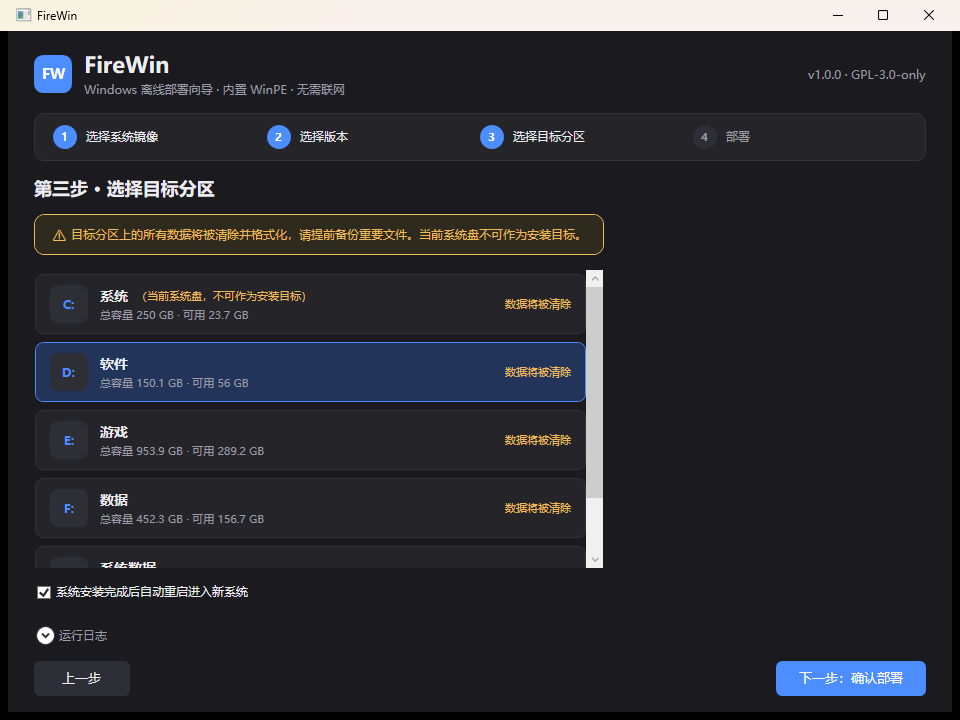 FireWin
FW
FireWin
Windows 离线部署向导 · 内置 WinPE · 无需联网
v1.0.0 · GPL-3.0-only
1 选择系统镜像
2 选择版本
3 选择目标分区
4 部署
第三步 · 选择目标分区
⚠ 目标分区上的所有数据将被清除并格式化，请提前备份重要文件。当前系统盘不可作为安装目标。
C:
系统 （当前系统盘，不可作为安装目标）
总容量 250 GB · 可用 23.7 GB
数据将被清除
D:
软件
总容量 150.1 GB · 可用 56 GB
数据将被清除
E:
游戏
总容量 953.9 GB · 可用 289.2 GB
数据将被清除
F:
数据
总容量 452.3 GB · 可用 156.7 GB
数据将被清除
系统数据
系统安装完成后自动重启进入新系统
运行日志
上一步
下一步：确认部署